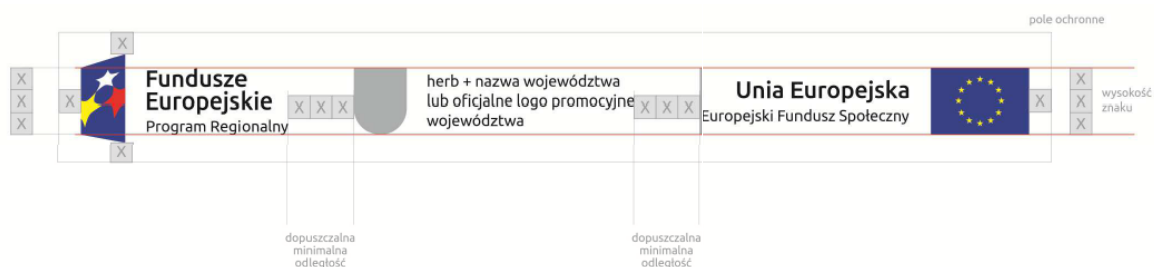 pole ochronne
X
X
X
X
X
X
X
Fundusze
Europejskie
Program Regionalny
X X X
herb + nazwa województwa
lub oficjalne logo promocyjne
województwa
X X X
Unia Europejska
Europejski Fundusz Społeczny
X
X
X
X
wysokość
znaku
dopuszczalna
minimalna
odległość
dopuszczalna
minimalna
odległość